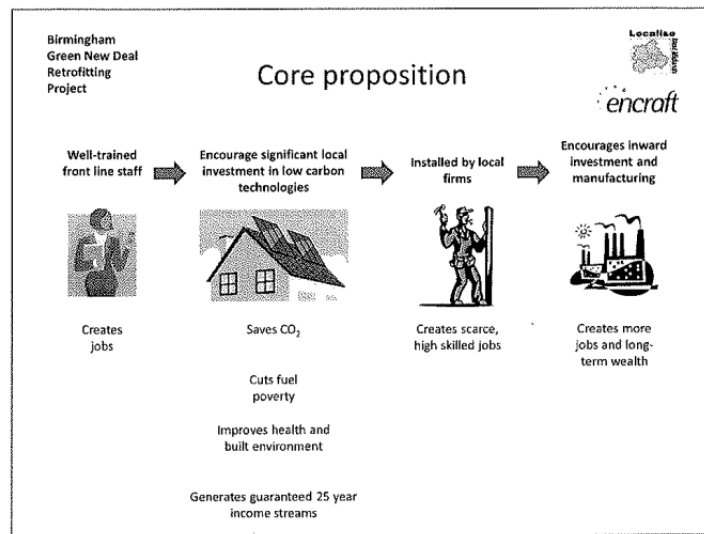 Birmingham
Green New Deal
Retrofitting
Project
Core proposition
Localise
West Midlands
encraft
Well-trained
front line staff
Encourage significant local
investment in low carbon
technologies
Installed by local
firms
Encourages inward
investment and
manufacturing
Creates
jobs
Saves CO₂
Creates scarce,
high skilled jobs
Creates more
jobs and long-
term wealth
Cuts fuel
poverty
Improves health and
built environment
Generates guaranteed 25 year
income streams